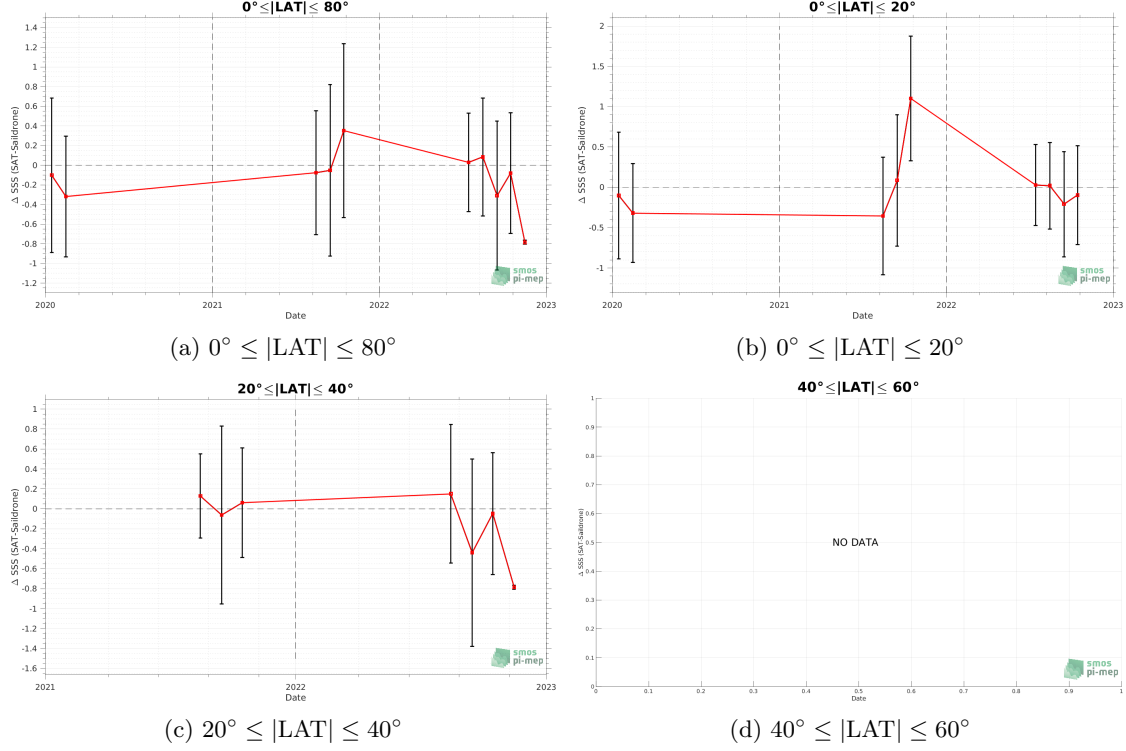 0°≤|LAT|≤ 80°
Δ SSS (SAT-Saildrone)
1.4
1.2
1
0.8
0.6
0.4
0.2
0
-0.2
-0.4
-0.6
-0.8
-1
-1.2
2020
2021
2022
2023
Date
smos
pi-mep
(a) 0° ≤ |LAT| ≤ 80°
0°≤|LAT|≤ 20°
Δ SSS (SAT-Saildrone)
2
1.5
1
0.5
0
-0.5
-1
2020
2021
2022
2023
Date
smos
pi-mep
(b) 0° ≤ |LAT| ≤ 20°
20°≤|LAT|≤ 40°
Δ SSS (SAT-Saildrone)
1
0.8
0.6
0.4
0.2
0
-0.2
-0.4
-0.6
-0.8
-1
-1.2
-1.4
-1.6
2021
2022
2023
Date
smos
pi-mep
(c) 20° ≤ |LAT| ≤ 40°
40°≤|LAT|≤ 60°
Δ SSS (SAT-Saildrone)
1
0.9
0.8
0.7
0.6
0.5
0.4
0.3
0.2
0.1
0
NO DATA
0 0.1 0.2 0.3 0.4 0.5 0.6 0.7 0.8 0.9 1
Date
smos
pi-mep
(d) 40° ≤ |LAT| ≤ 60°